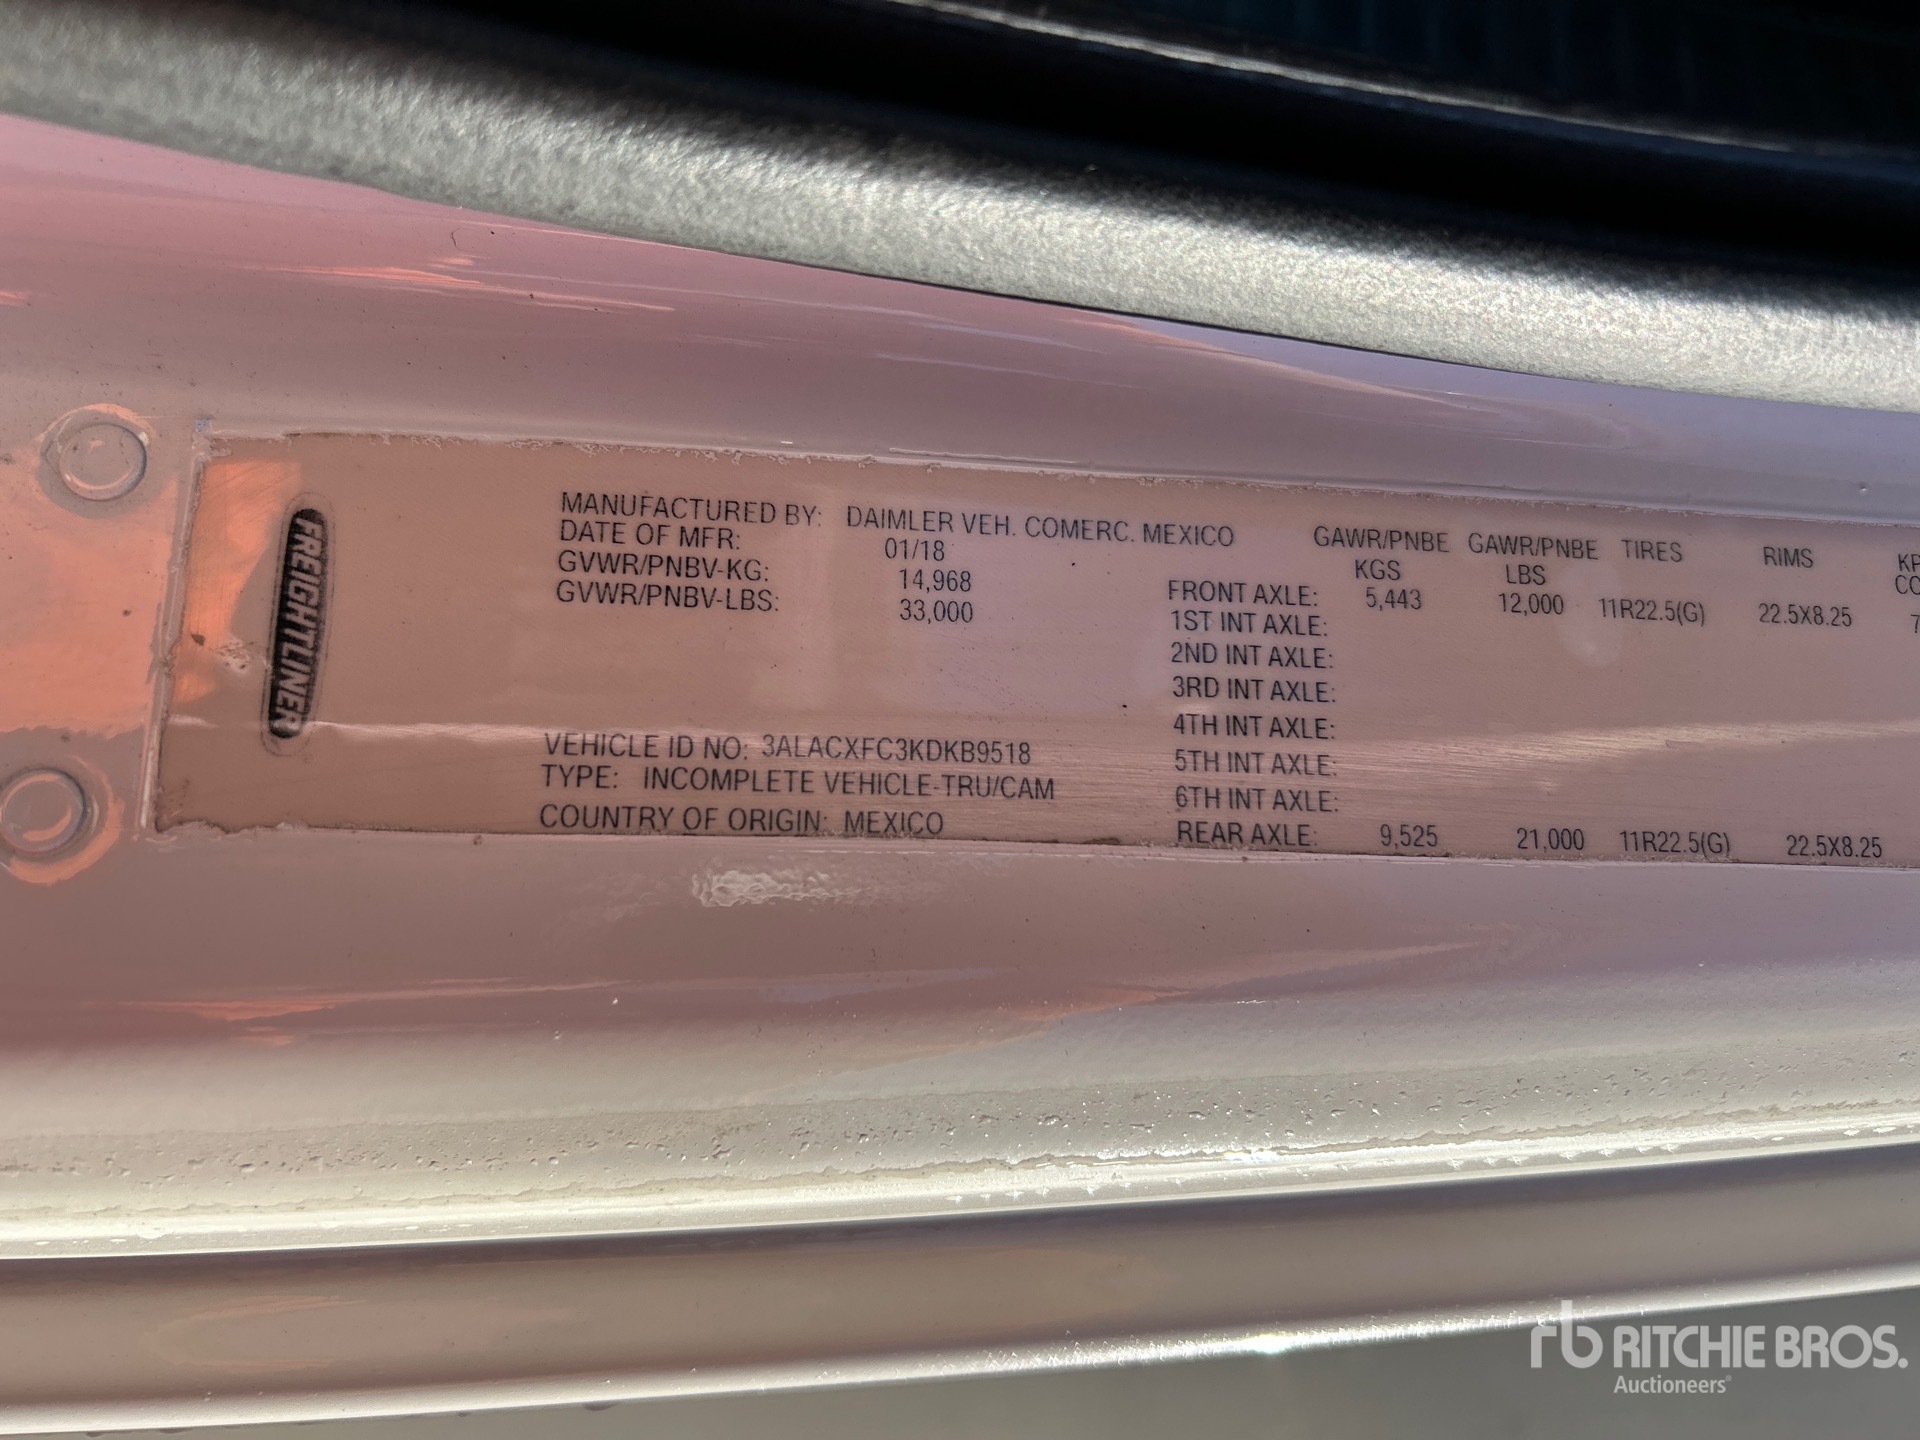 FREIGHTLINER
MANUFACTURED BY: DAIMLER VEH. COMERC. MEXICO
DATE OF MFR: 01/18
GVWR/PNBV-KG: 14,968
GVWR/PNBV-LBS: 33,000
VEHICLE ID NO: 3ALACXFC3KDKB9518
TYPE: INCOMPLETE VEHICLE-TRU/CAM
COUNTRY OF ORIGIN: MEXICO
GAWR/PNBE GAWR/PNBE TIRES RIMS KP
KGS LBS CO
FRONT AXLE: 5,443 12,000 11R22.5(G) 22.5X8.25 7
1ST INT AXLE:
2ND INT AXLE:
3RD INT AXLE:
4TH INT AXLE:
5TH INT AXLE:
6TH INT AXLE:
REAR AXLE: 9,525 21,000 11R22.5(G) 22.5X8.25
rb RITCHIE BROS.
Auctioneers